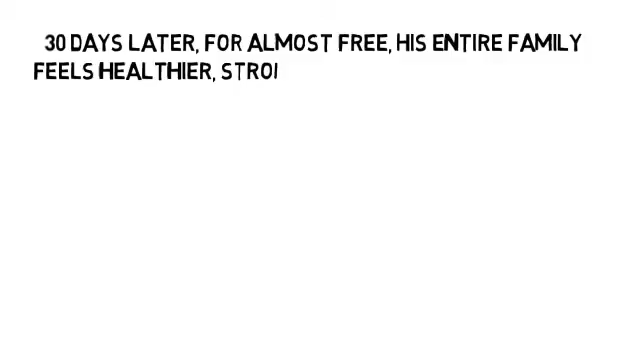 30 DAYS LATER, FOR ALMOST FREE, HIS ENTIRE FAMILY
FEELS HEALTHIER,